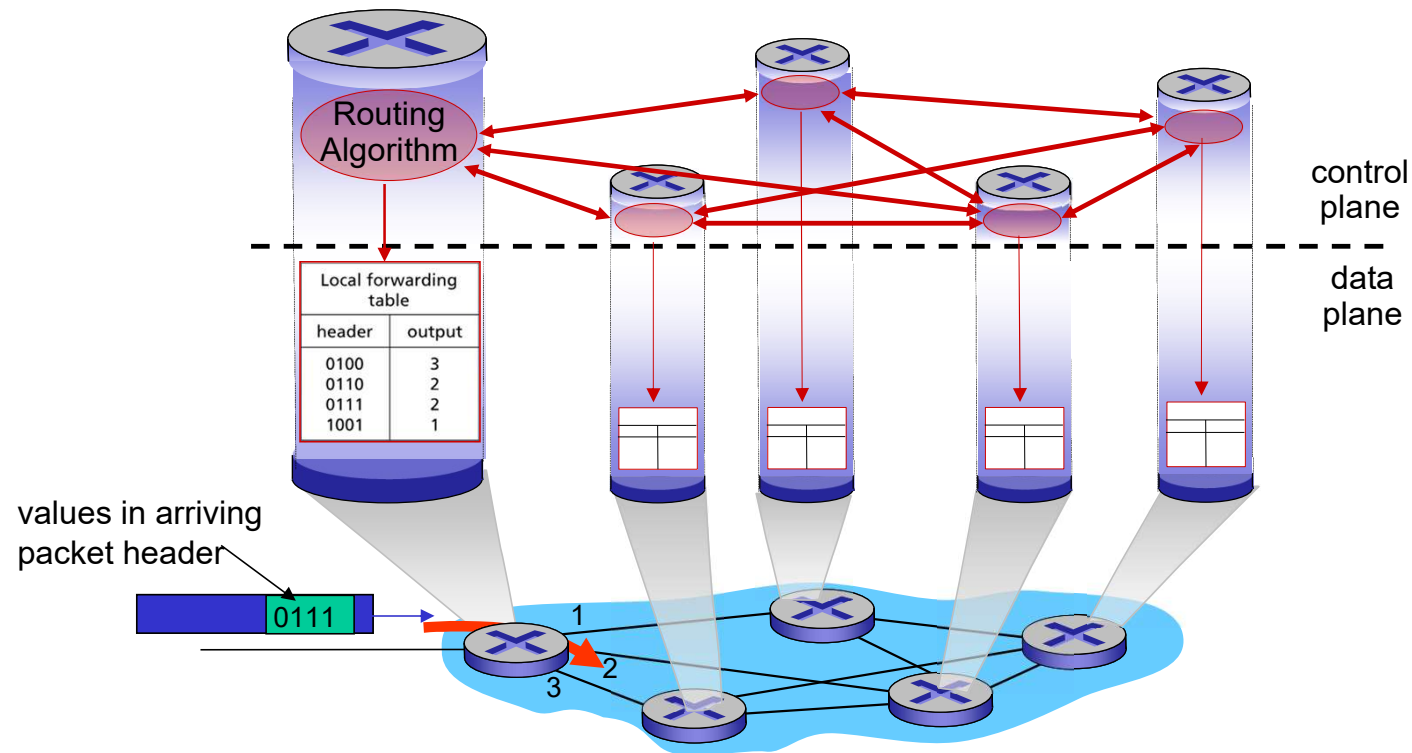 Routing
Algorithm
control
plane
data
plane
Local forwarding
table
header output
0100 3
0110 2
0111 2
1001 1
values in arriving
packet header
0111
1
2
3